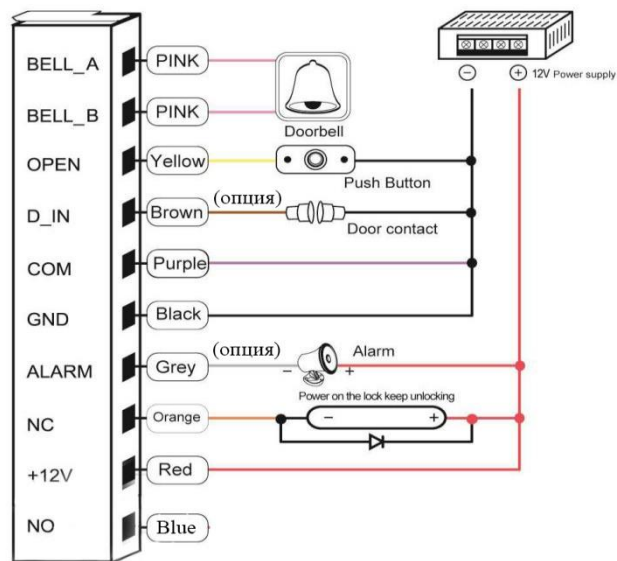 BELL_A PINK
12V Power supply
BELL_B PINK
Doorbell
OPEN Yellow
Push Button
D_IN Brown (опция)
Door contact
COM Purple
GND Black
ALARM Grey (опция) − + Alarm
Power on the lock keep unlocking
NC Orange − +
+12V Red
NO Blue